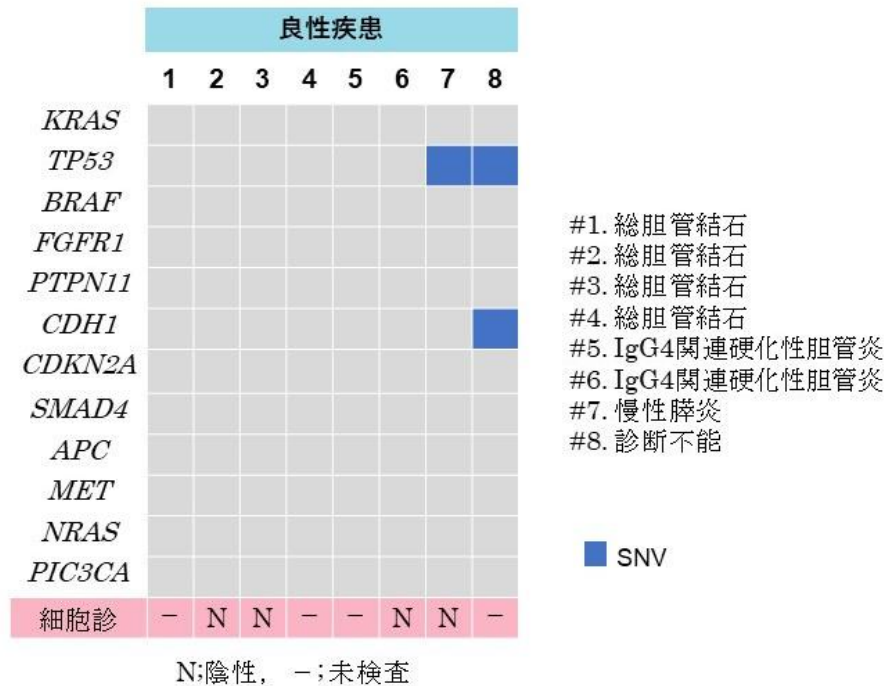 良性疾患
1 2 3 4 5 6 7 8
KRAS
TP53
BRAF
FGFR1
PTPN11
CDH1
CDKN2A
SMAD4
APC
MET
NRAS
PIC3CA
細胞診 − N N − − N N −
N;陰性, −;未検査
#1. 総胆管結石
#2. 総胆管結石
#3. 総胆管結石
#4. 総胆管結石
#5. IgG4関連硬化性胆管炎
#6. IgG4関連硬化性胆管炎
#7. 慢性膵炎
#8. 診断不能
SNV